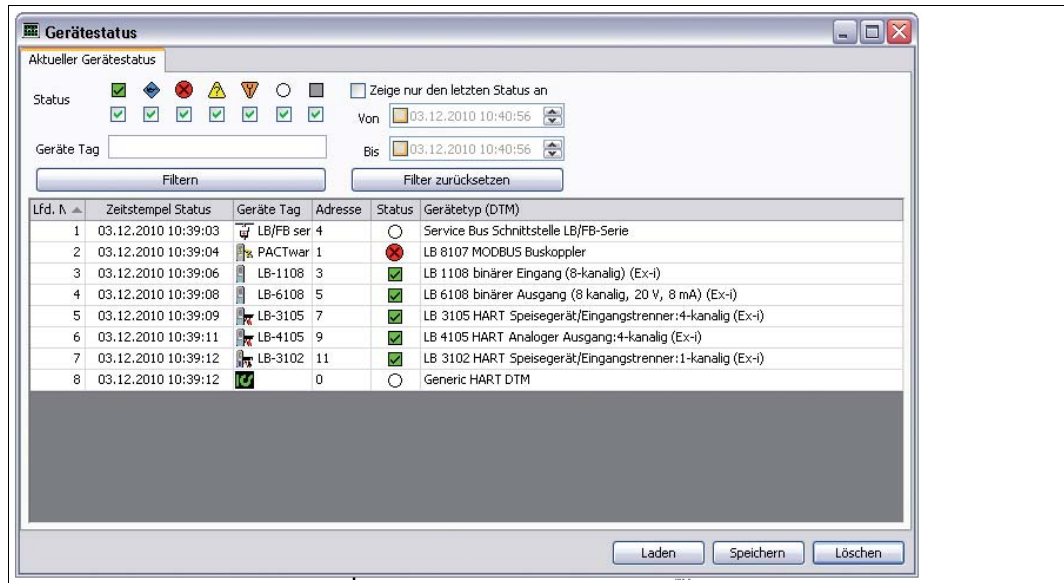 Gerätestatus
Aktueller Gerätestatus
Status
Zeige nur den letzten Status an
Von 03.12.2010 10:40:56
Geräte Tag
Bis 03.12.2010 10:40:56
Filtern Filter zurücksetzen
Lfd. N Zeitstempel Status Geräte Tag Adresse Status Gerätetyp (DTM)
1 03.12.2010 10:39:03 LB/FB ser 4 Service Bus Schnittstelle LB/FB-Serie
2 03.12.2010 10:39:04 PACTwar 1 LB 8107 MODBUS Buskoppler
3 03.12.2010 10:39:06 LB-1108 3 LB 1108 binärer Eingang (8-kanalig) (Ex-i)
4 03.12.2010 10:39:08 LB-6108 5 LB 6108 binärer Ausgang (8 kanalig, 20 V, 8 mA) (Ex-i)
5 03.12.2010 10:39:09 LB-3105 7 LB 3105 HART Speisegerät/Eingangstrenner:4-kanalig (Ex-i)
6 03.12.2010 10:39:11 LB-4105 9 LB 4105 HART Analoger Ausgang:4-kanalig (Ex-i)
7 03.12.2010 10:39:12 LB-3102 11 LB 3102 HART Speisegerät/Eingangstrenner:1-kanalig (Ex-i)
8 03.12.2010 10:39:12 0 Generic HART DTM
Laden Speichern Löschen